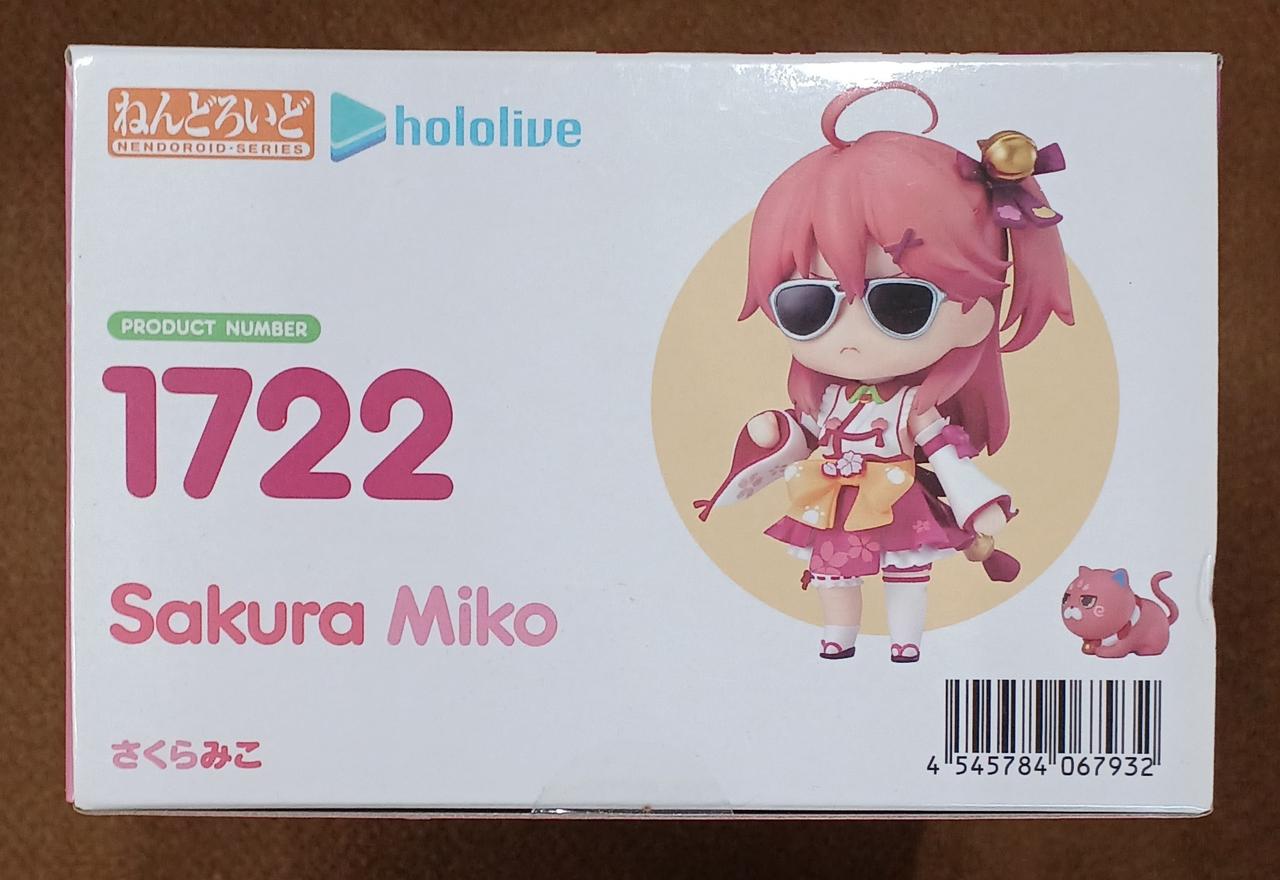 ねんどろいど
NENDOROID・SERIES
hololive
PRODUCT NUMBER
1722
Sakura Miko
さくらみこ
4 545784 067932